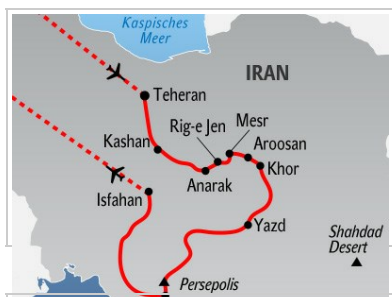 Kaspisches
Meer
IRAN
Teheran
Mesr
Rig-e Jen
Aroosan
Kashan
Khor
Anarak
Isfahan
Yazd
Shahdad
Desert
Persepolis